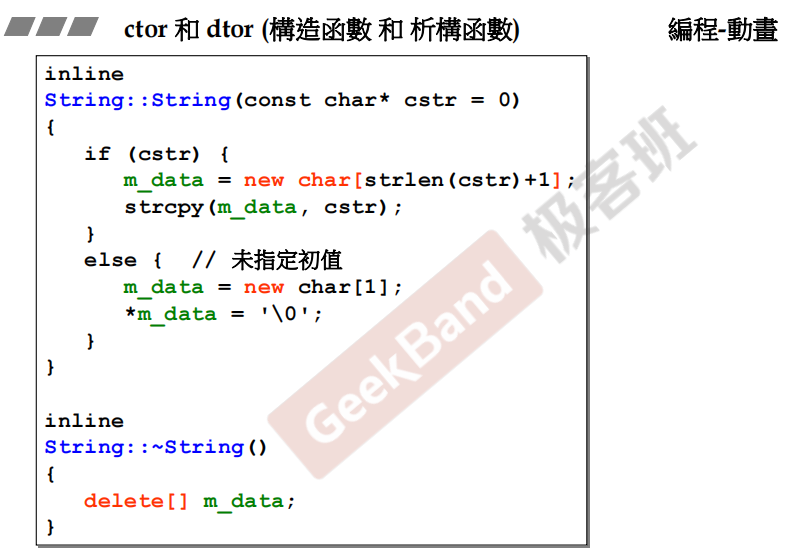 ctor 和 dtor (構造函數 和 析構函數) 編程-動畫
inline
String::String(const char* cstr = 0)
{
if (cstr) {
m_data = new char[strlen(cstr)+1];
strcpy(m_data, cstr);
}
else { // 未指定初值
m_data = new char[1];
*m_data = '\0';
}
}
inline
String::~String()
{
delete[] m_data;
}
GeekBand 极客班